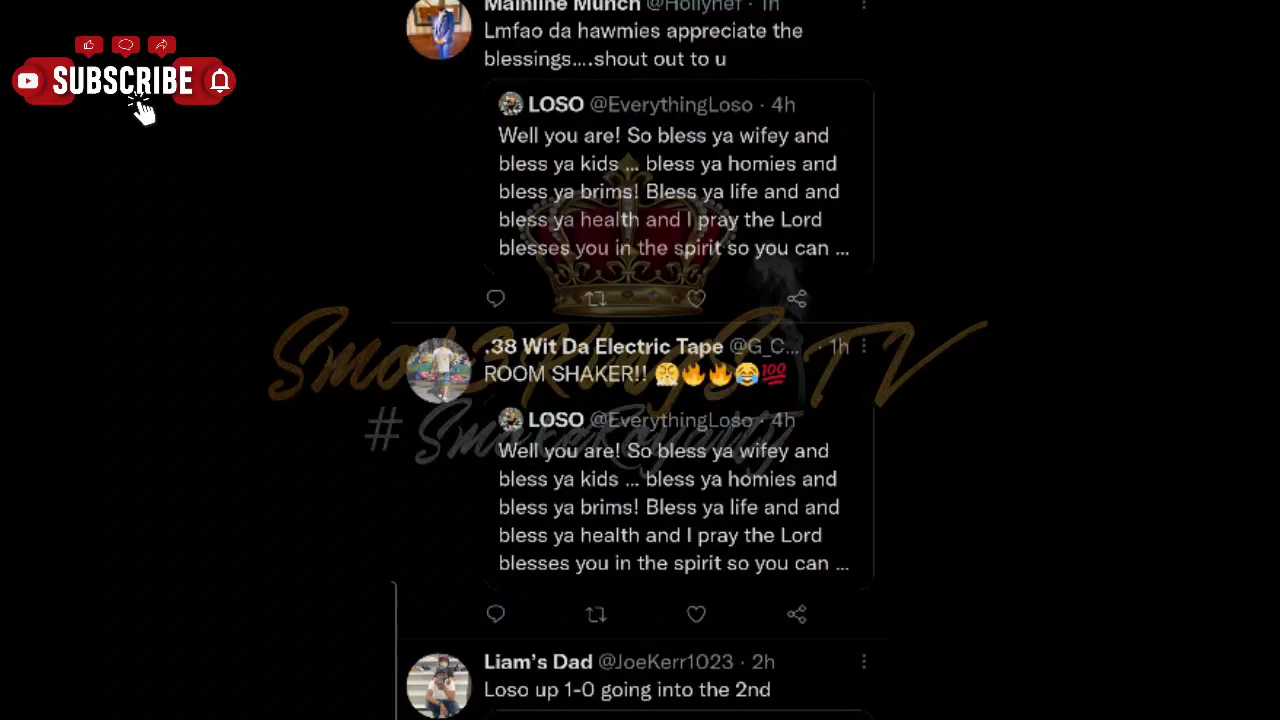 SUBSCRIBE
Mainline Munch @Hollyhef · 1h
Lmfao da hawmies appreciate the
blessings....shout out to u
LOSO @EverythingLoso · 4h
Well you are! So bless ya wifey and
bless ya kids ... bless ya homies and
bless ya brims! Bless ya life and and
bless ya health and I pray the Lord
blesses you in the spirit so you can ...
.38 Wit Da Electric Tape @G_C... · 1h
ROOM SHAKER!! 😤🔥🔥😂💯
LOSO @EverythingLoso · 4h
Well you are! So bless ya wifey and
bless ya kids ... bless ya homies and
bless ya brims! Bless ya life and and
bless ya health and I pray the Lord
blesses you in the spirit so you can ...
Liam's Dad @JoeKerr1023 · 2h
Loso up 1-0 going into the 2nd
TV